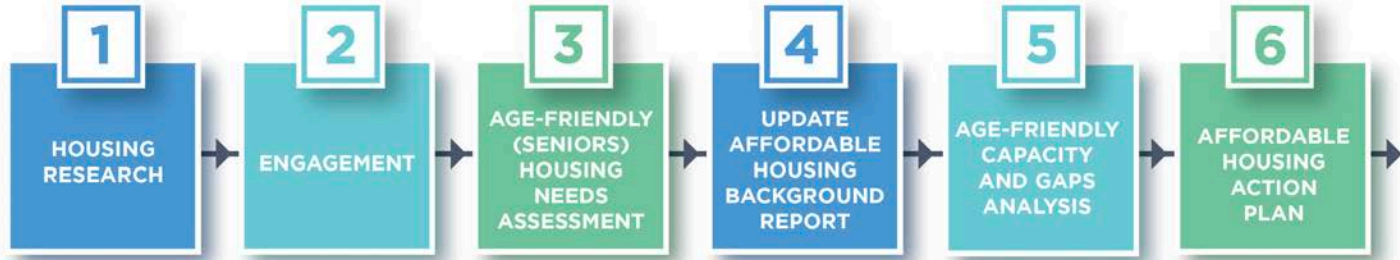 1
HOUSING
RESEARCH
2
ENGAGEMENT
3
AGE-FRIENDLY
(SENIORS)
HOUSING
NEEDS
ASSESSMENT
4
UPDATE
AFFORDABLE
HOUSING
BACKGROUND
REPORT
5
AGE-FRIENDLY
CAPACITY
AND GAPS
ANALYSIS
6
AFFORDABLE
HOUSING
ACTION
PLAN